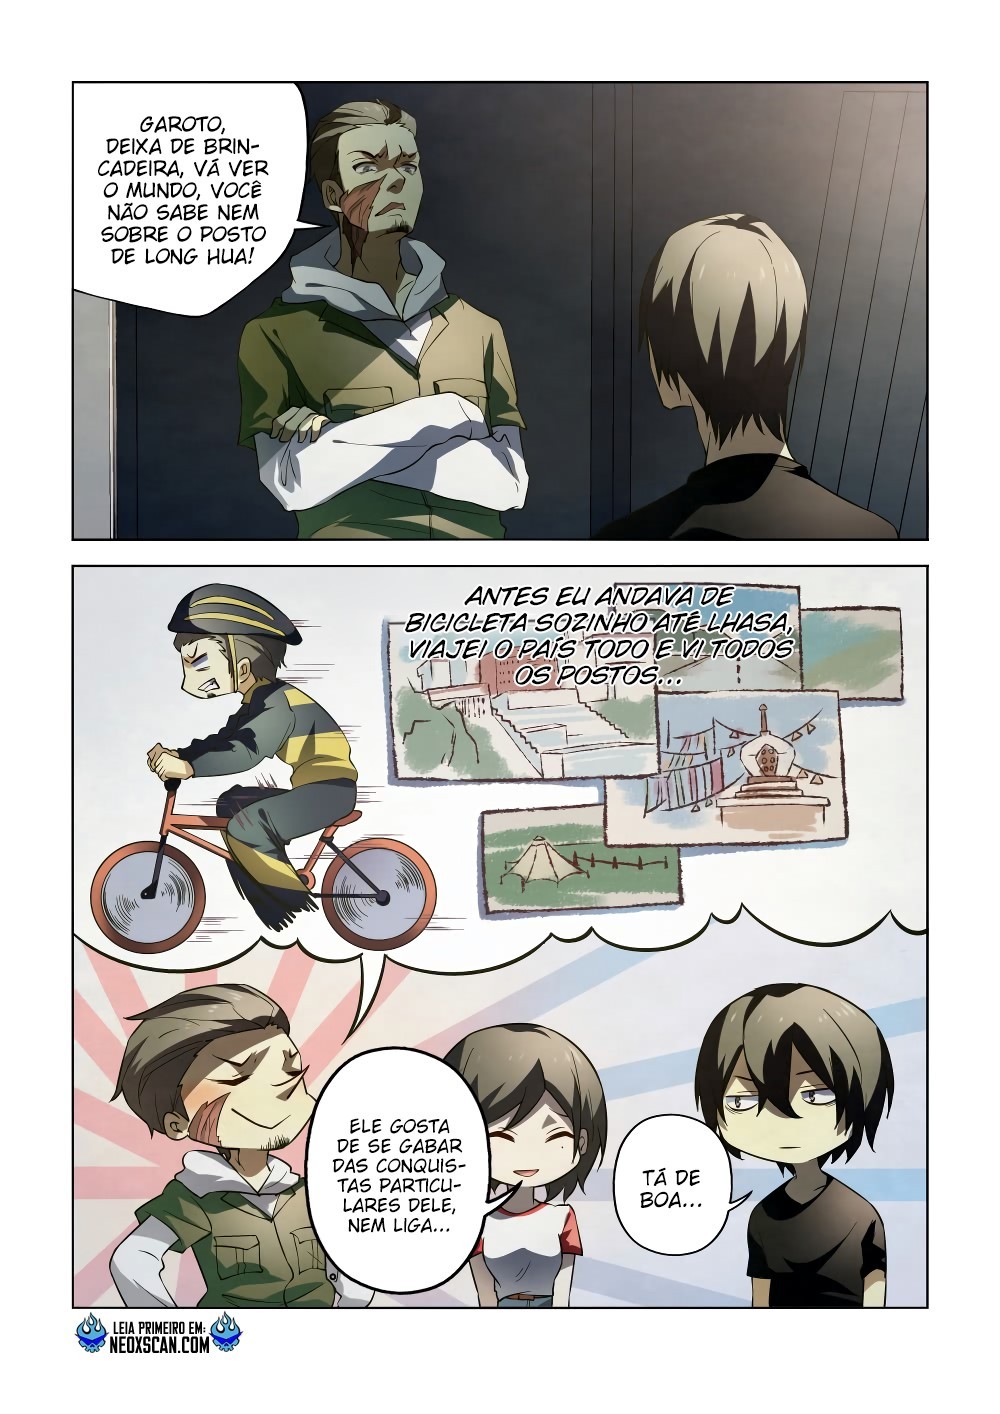 GAROTO,
DEIXA DE BRIN-
CADEIRA, VÁ VER
O MUNDO, VOCÊ
NÃO SABE NEM
SOBRE O POSTO
DE LONG HUA!
ANTES EU ANDAVA DE
BICICLETA SOZINHO ATÉ LHASA,
VIAJEI O PAÍS TODO E VI TODOS
OS POSTOS...
ELE GOSTA
DE SE GABAR
DAS CONQUIS-
TAS PARTICU-
LARES DELE,
NEM LIGA...
TÁ DE
BOA...
LEIA PRIMEIRO EM:
NEOXSCAN.COM